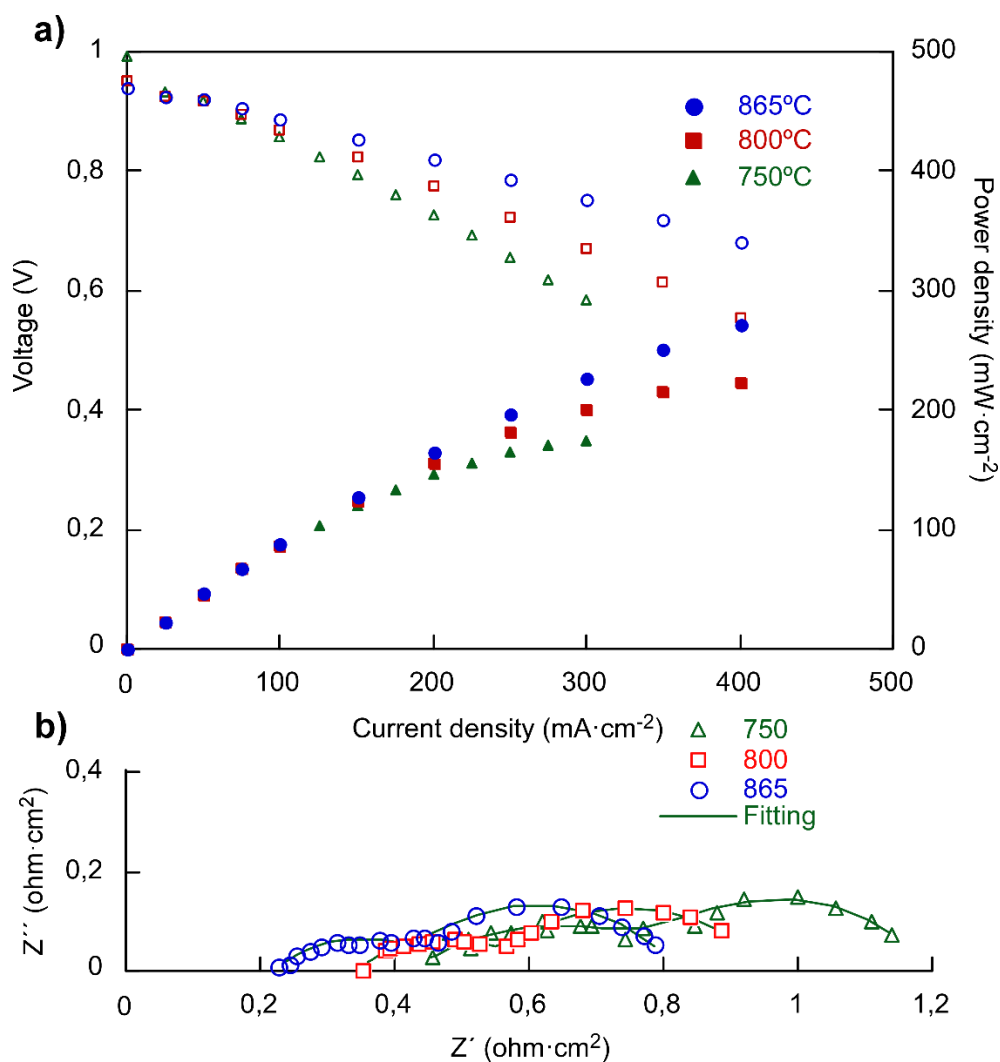 a)
1
0,8
0,6
0,4
0,2
0
Voltage (V)
500
400
300
200
100
0
Power density (mW·cm⁻²)
865ºC
800ºC
750ºC
0 100 200 300 400 500
Current density (mA·cm⁻²)
b)
750
800
865
Fitting
0,4
0,2
0
Z´´ (ohm·cm²)
0 0,2 0,4 0,6 0,8 1 1,2
Z´ (ohm·cm²)